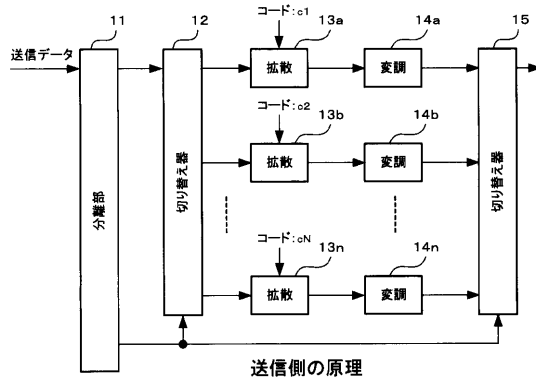 11
12
コード:c1
13a
14a
15
送信データ
拡散
変調
コード:c2
13b
14b
拡散
変調
分離部
切り替え器
切り替え器
コード:cN
13n
14n
拡散
変調
送信側の原理